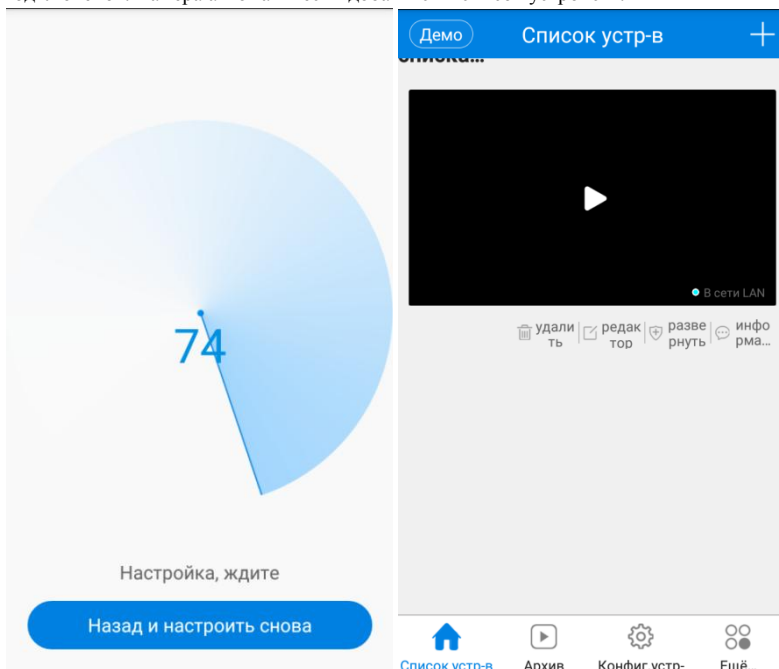 74
Настройка, ждите
Назад и настроить снова
Демо
Список устр-в
В сети LAN
удали
ть
редак
тор
разве
рнуть
инфо
рма...
Список устр-в
Архив
Конфиг устр-
Ещё...